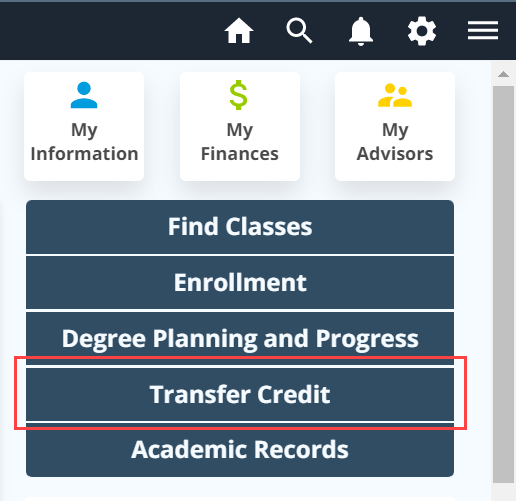 My
Information
My
Finances
My
Advisors
Find Classes
Enrollment
Degree Planning and Progress
Transfer Credit
Academic Records